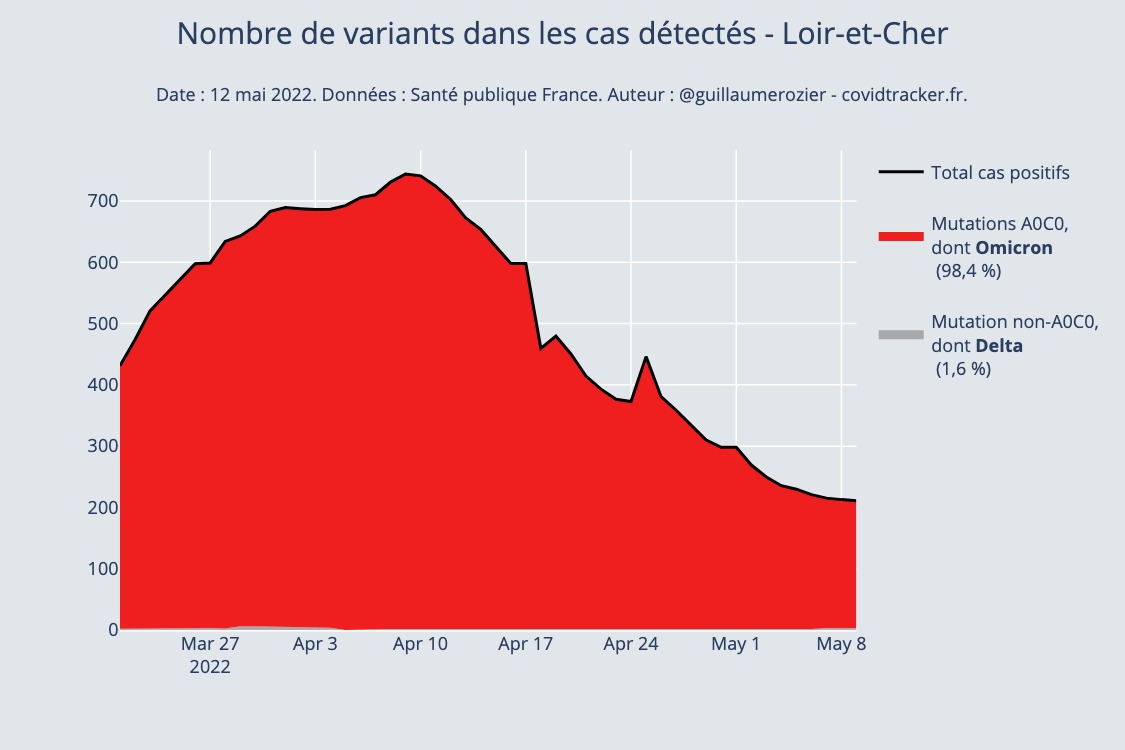 Nombre de variants dans les cas détectés - Loir-et-Cher
Date : 12 mai 2022. Données : Santé publique France. Auteur : @guillaumerozier - covidtracker.fr.
Total cas positifs
Mutations A0C0,
dont Omicron
(98,4 %)
Mutation non-A0C0,
dont Delta
(1,6 %)
700
600
500
400
300
200
100
0
Mar 27
2022
Apr 3
Apr 10
Apr 17
Apr 24
May 1
May 8